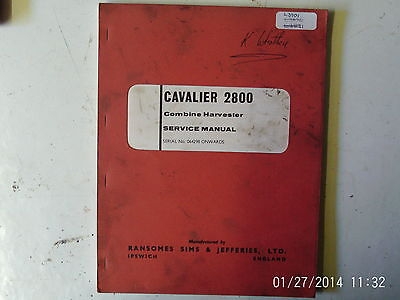 CAVALIER 2800
Combine Harvester
SERVICE MANUAL
SERIAL No. 064298 ONWARDS
Manufactured by
RANSOMES SIMS & JEFFERIES, LTD.
IPSWICH ENGLAND
01/27/2014 11:32